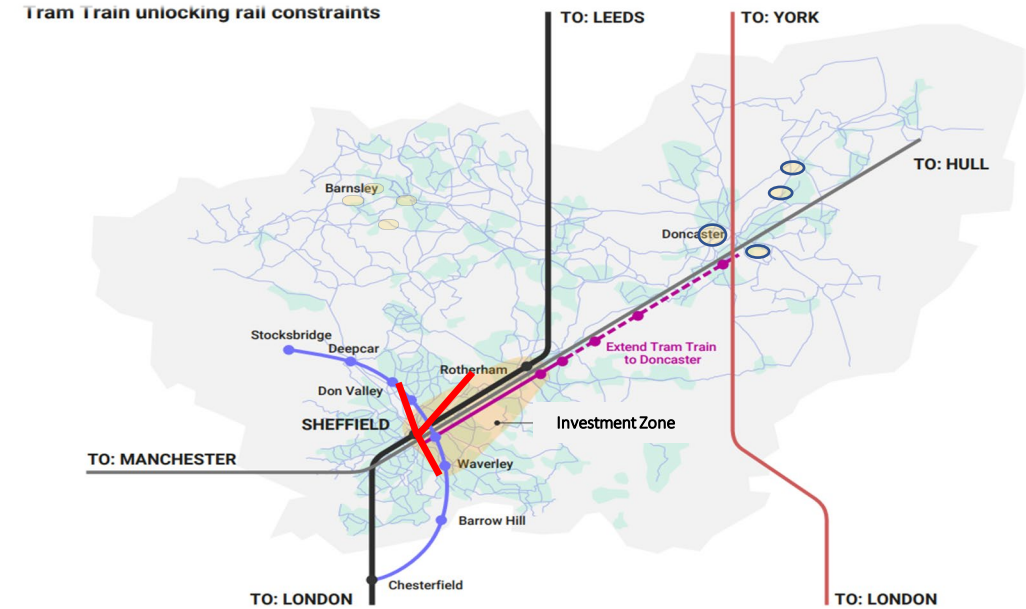 Tram Train unlocking rail constraints
TO: LEEDS
TO: YORK
TO: HULL
Barnsley
Doncaster
Stocksbridge
Deepcar
Extend Tram Train
to Doncaster
Rotherham
Don Valley
SHEFFIELD
Investment Zone
TO: MANCHESTER
Waverley
Barrow Hill
Chesterfield
TO: LONDON
TO: LONDON